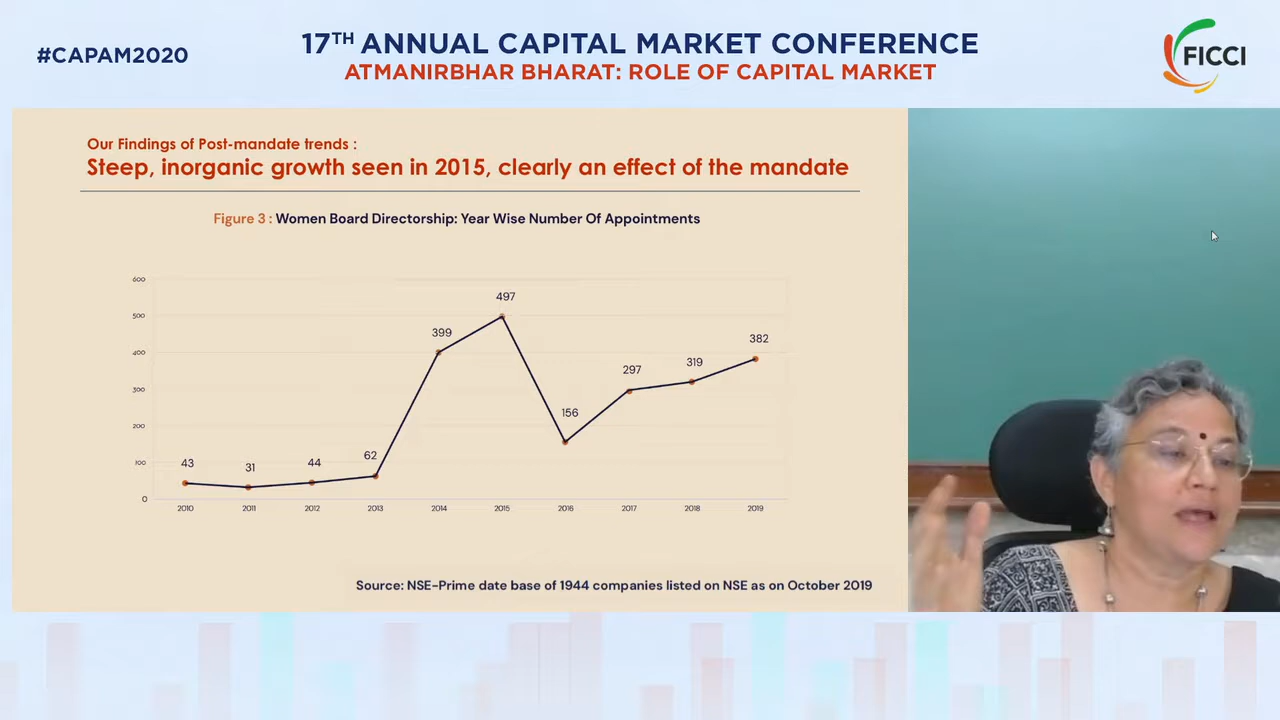 #CAPAM2020
17TH ANNUAL CAPITAL MARKET CONFERENCE
ATMANIRBHAR BHARAT: ROLE OF CAPITAL MARKET
FICCI
Our Findings of Post-mandate trends :
Steep, inorganic growth seen in 2015, clearly an effect of the mandate
Figure 3 : Women Board Directorship: Year Wise Number Of Appointments
600
500
400
300
200
100
0
43
31
44
62
399
497
156
297
319
382
2010 2011 2012 2013 2014 2015 2016 2017 2018 2019
Source: NSE-Prime date base of 1944 companies listed on NSE as on October 2019